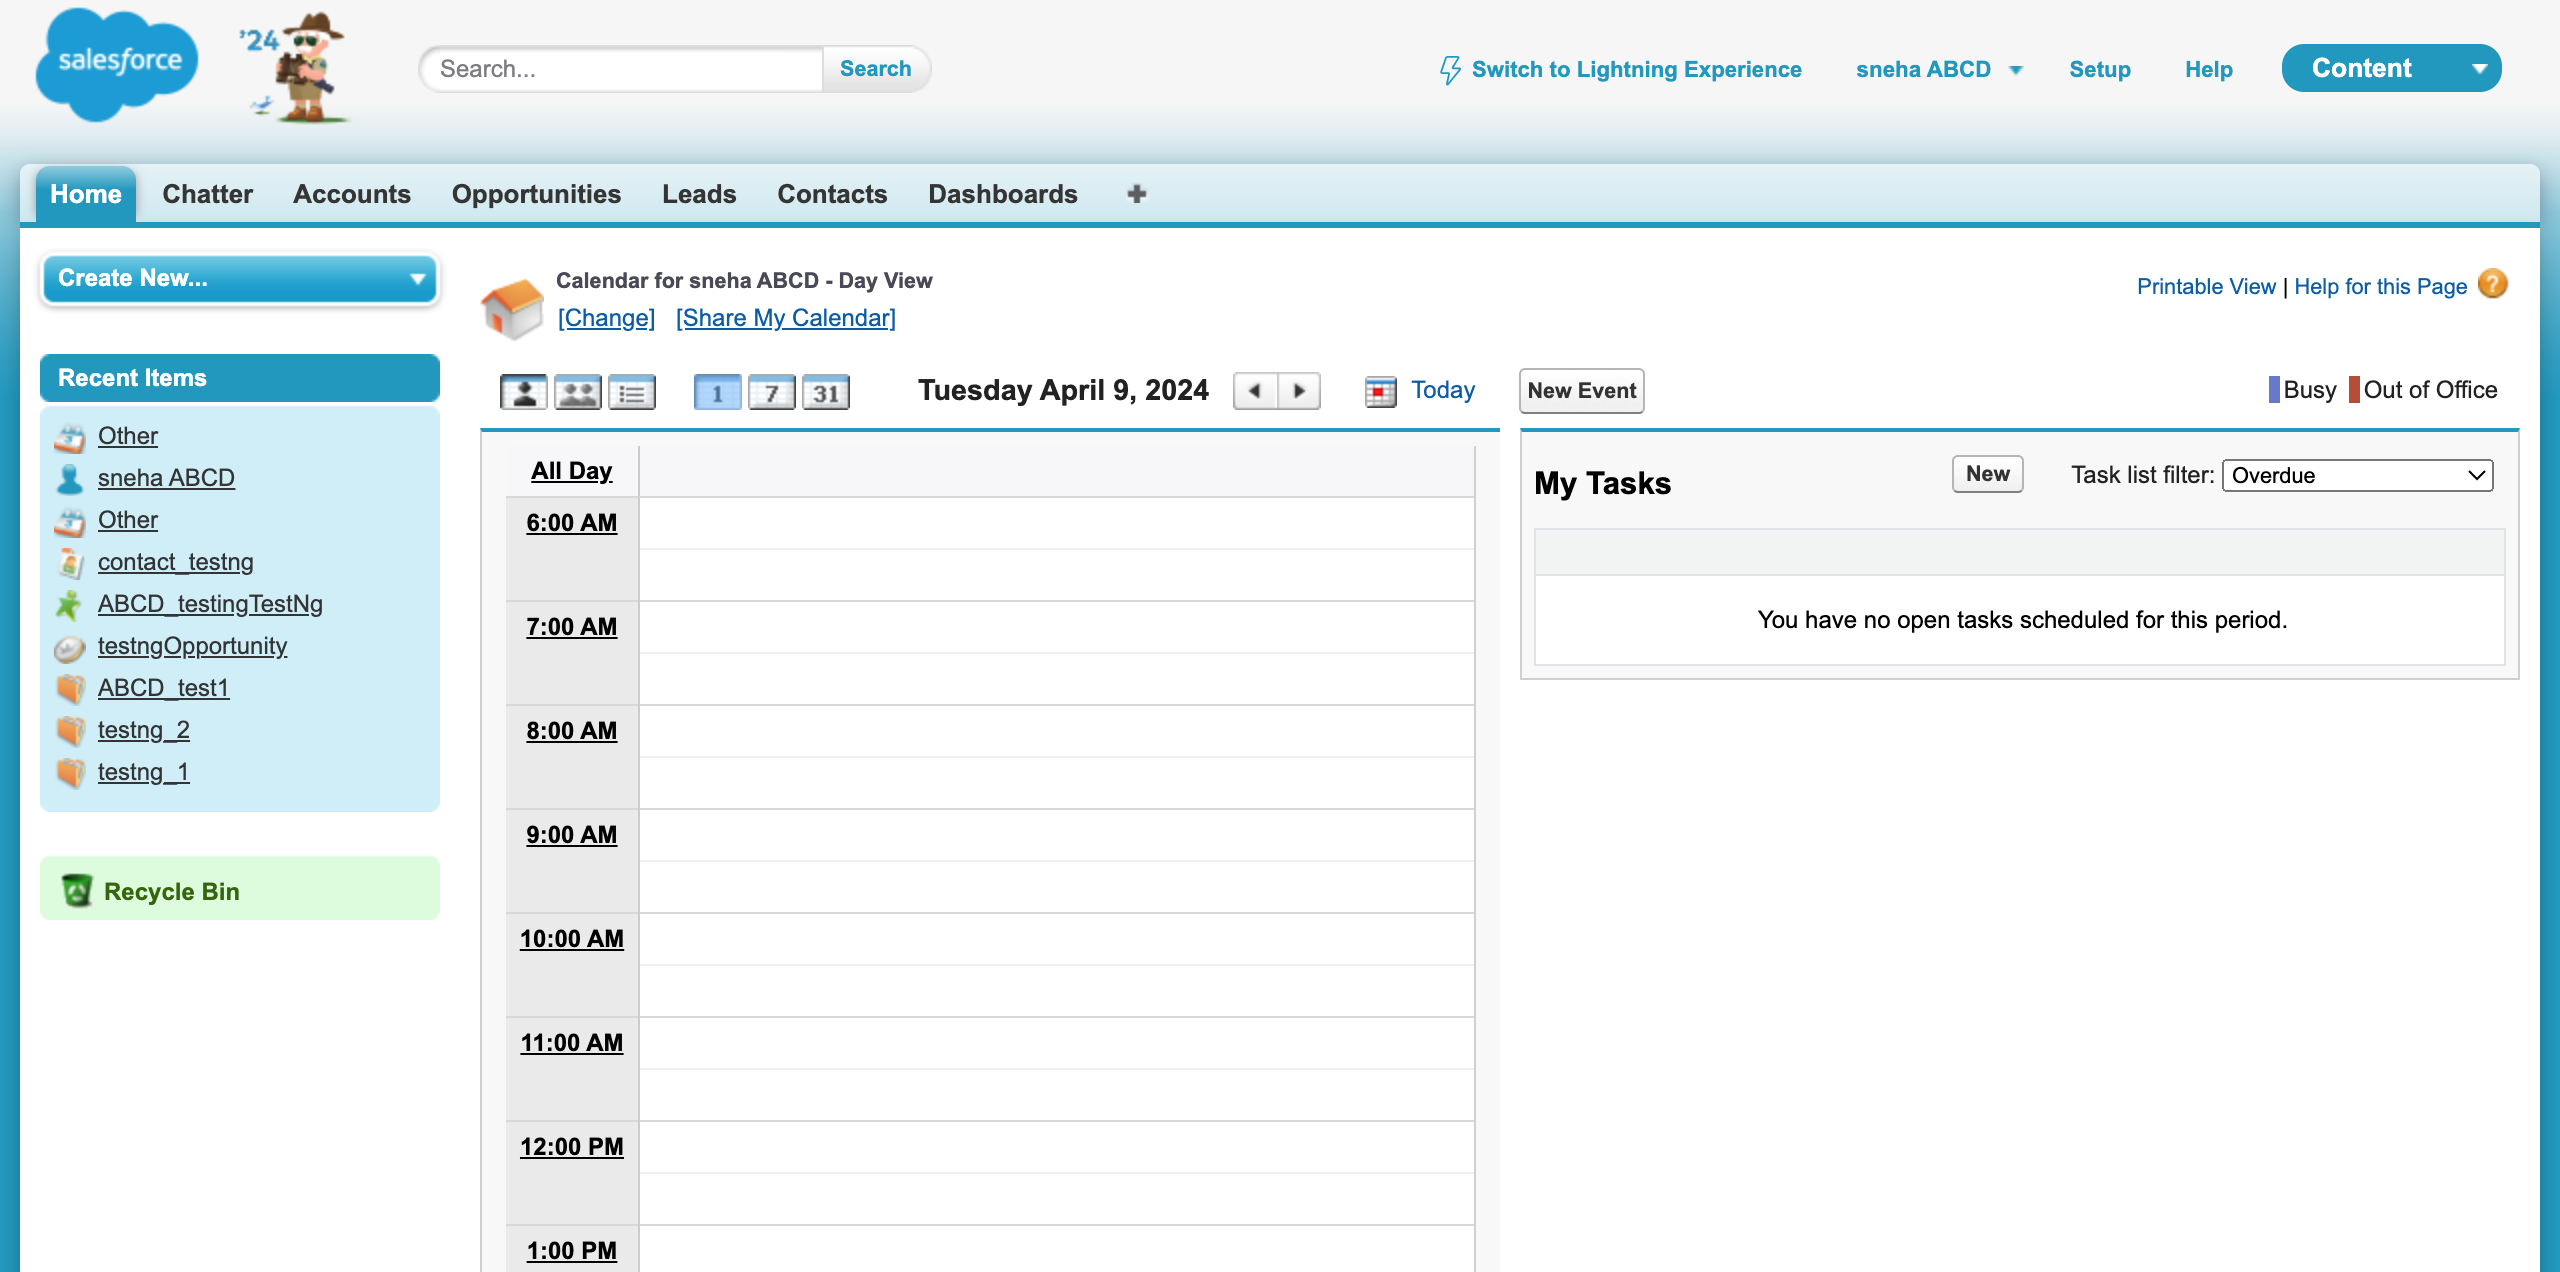 salesforce
'24
Search...
Search
Switch to Lightning Experience
sneha ABCD
Setup
Help
Content
Home
Chatter
Accounts
Opportunities
Leads
Contacts
Dashboards
Create New...
Recent Items
Other
sneha ABCD
Other
contact_testng
ABCD_testingTestNg
testngOpportunity
ABCD_test1
testng_2
testng_1
Recycle Bin
Calendar for sneha ABCD - Day View
[Change] [Share My Calendar]
Printable View | Help for this Page ?
1
7
31
Tuesday April 9, 2024
Today
New Event
Busy
Out of Office
All Day
6:00 AM
7:00 AM
8:00 AM
9:00 AM
10:00 AM
11:00 AM
12:00 PM
1:00 PM
My Tasks
New
Task list filter: Overdue
You have no open tasks scheduled for this period.